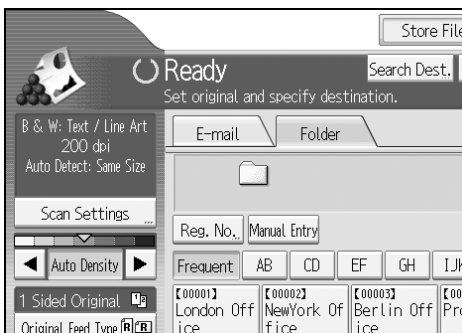 Store File
Ready
Search Dest.
Set original and specify destination.
B & W: Text / Line Art
200 dpi
Auto Detect: Same Size
E-mail
Folder
Scan Settings ...
Reg. No...
Manual Entry
Auto Density
Frequent
AB
CD
EF
GH
IJK
1 Sided Original
[00001]
London Off
ice
[00002]
NewYork Of
fice
[00003]
Berlin Off
ice
Original Feed Type